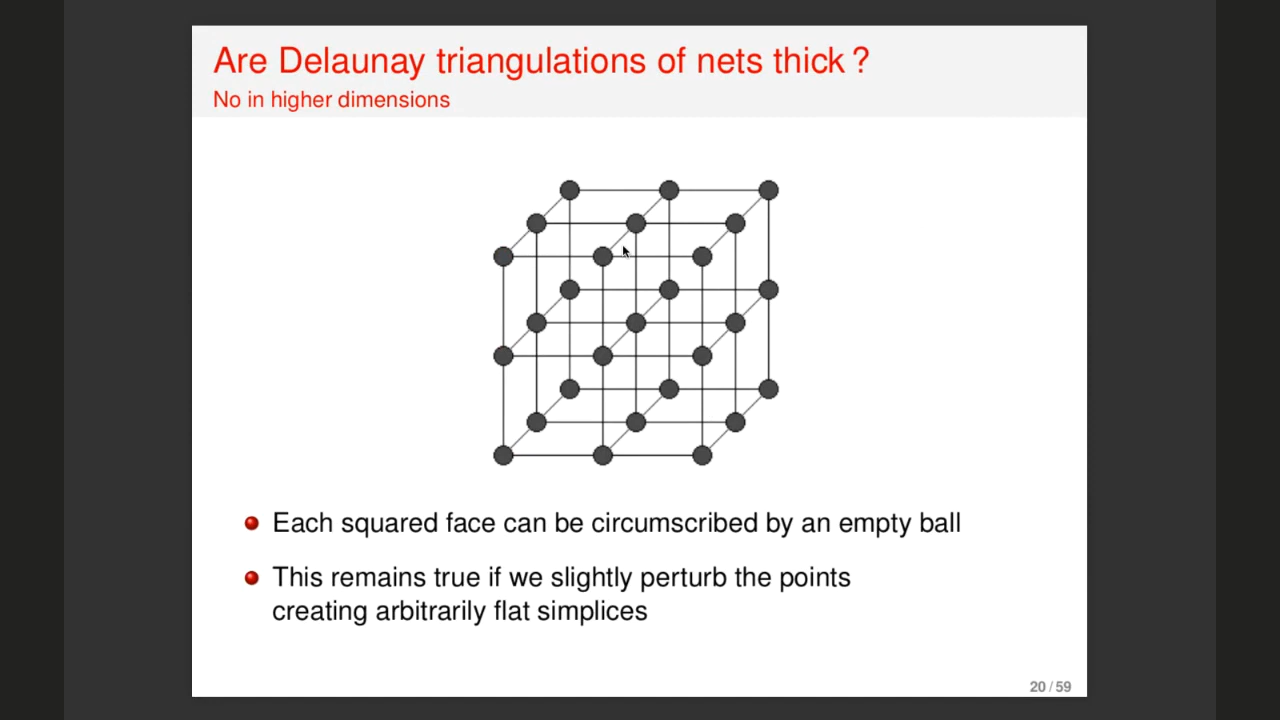 Are Delaunay triangulations of nets thick ?
No in higher dimensions
Each squared face can be circumscribed by an empty ball
This remains true if we slightly perturb the points
creating arbitrarily flat simplices
20 / 59